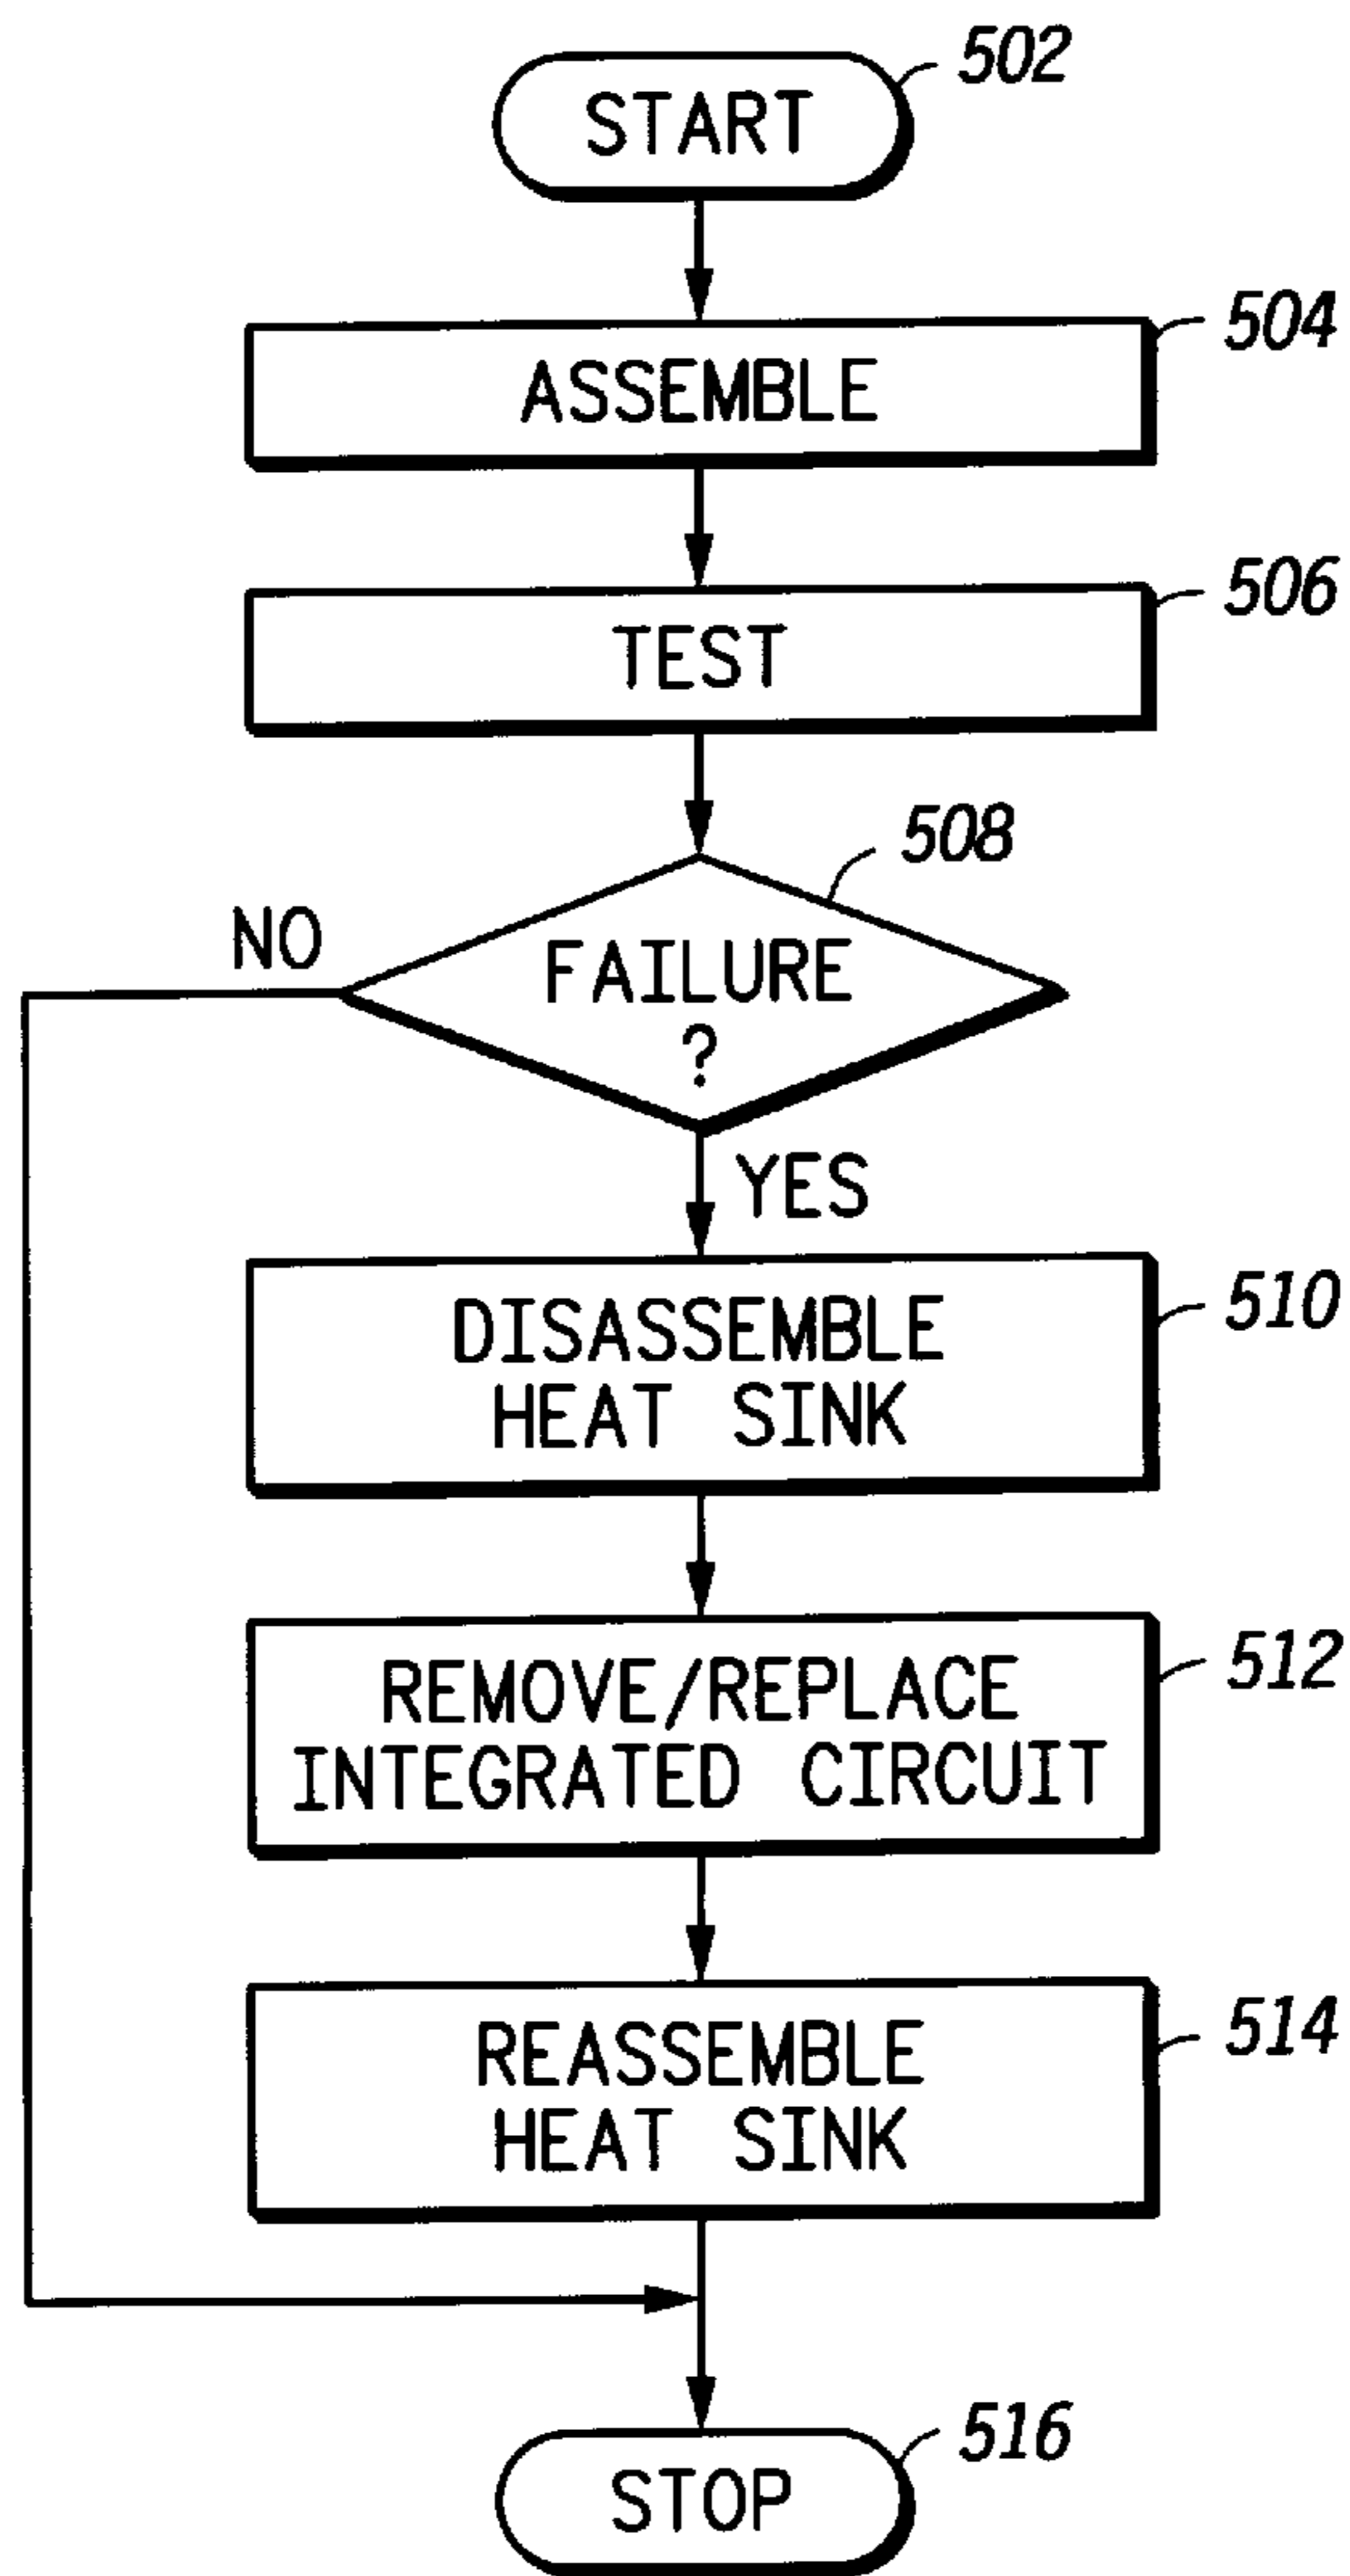 502
START
504
ASSEMBLE
506
TEST
508
NO
FAILURE
?
YES
510
DISASSEMBLE
HEAT SINK
512
REMOVE/REPLACE
INTEGRATED CIRCUIT
514
REASSEMBLE
HEAT SINK
516
STOP